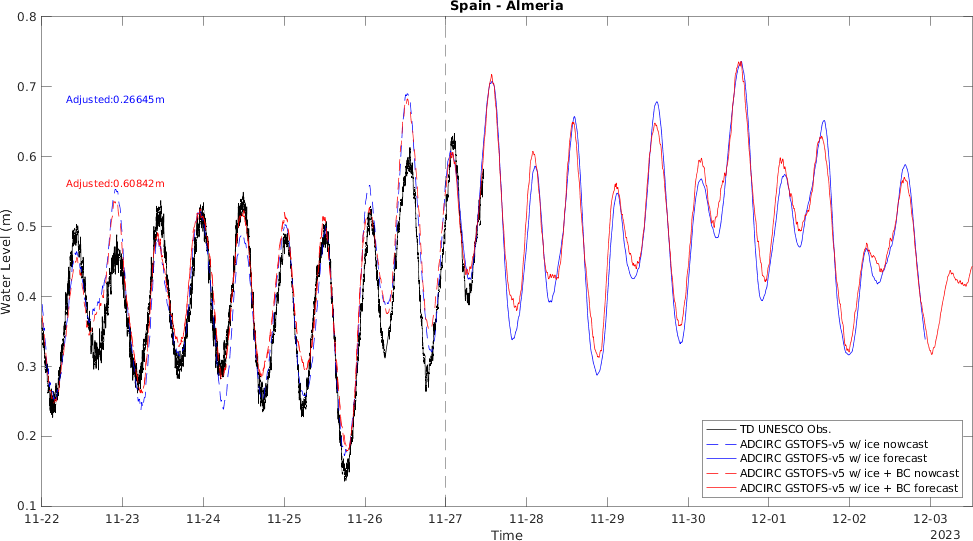 Spain - Almeria
0.8
0.7
0.6
0.5
0.4
0.3
0.2
0.1
Water Level (m)
Adjusted:0.26645m
Adjusted:0.60842m
TD UNESCO Obs.
ADCIRC GSTOFS-v5 w/ ice nowcast
ADCIRC GSTOFS-v5 w/ ice forecast
ADCIRC GSTOFS-v5 w/ ice + BC nowcast
ADCIRC GSTOFS-v5 w/ ice + BC forecast
11-22 11-23 11-24 11-25 11-26 11-27 11-28 11-29 11-30 12-01 12-02 12-03
Time
2023